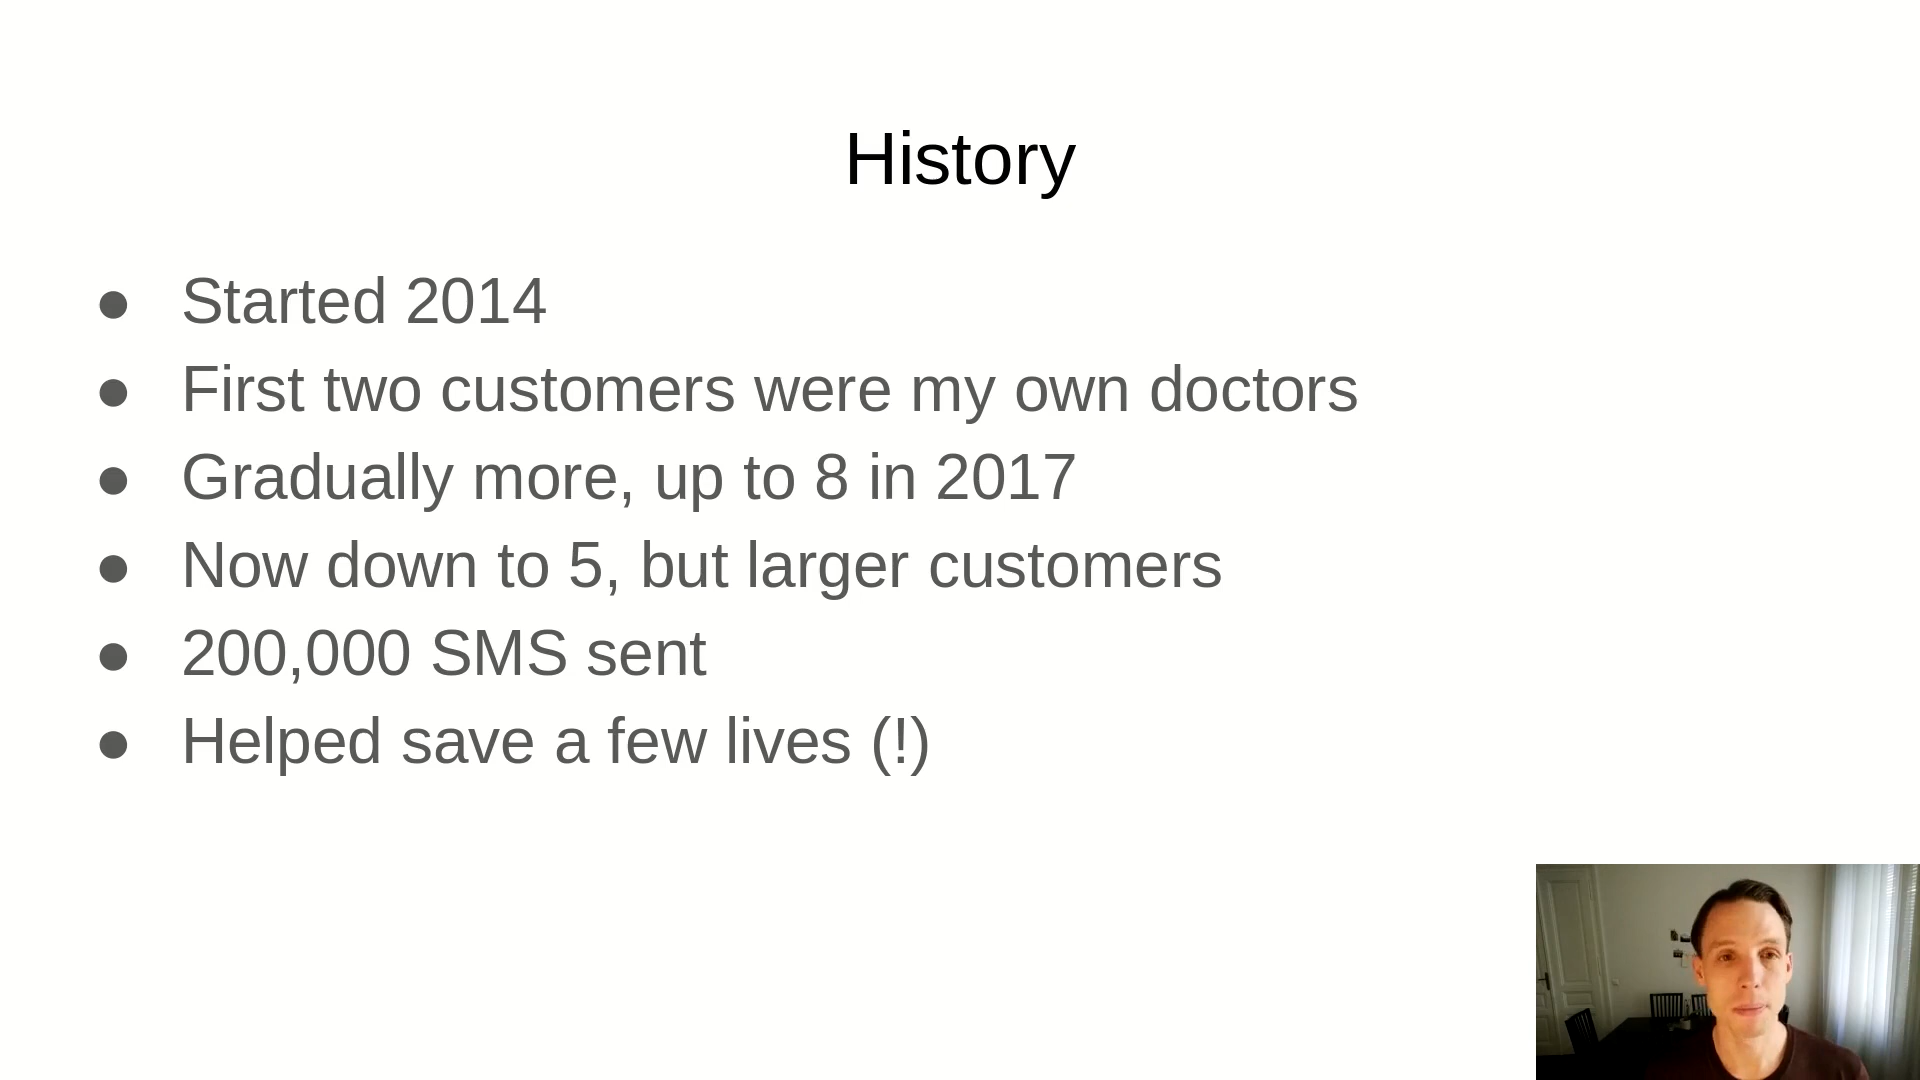 History
● Started 2014
● First two customers were my own doctors
● Gradually more, up to 8 in 2017
● Now down to 5, but larger customers
● 200,000 SMS sent
● Helped save a few lives (!)